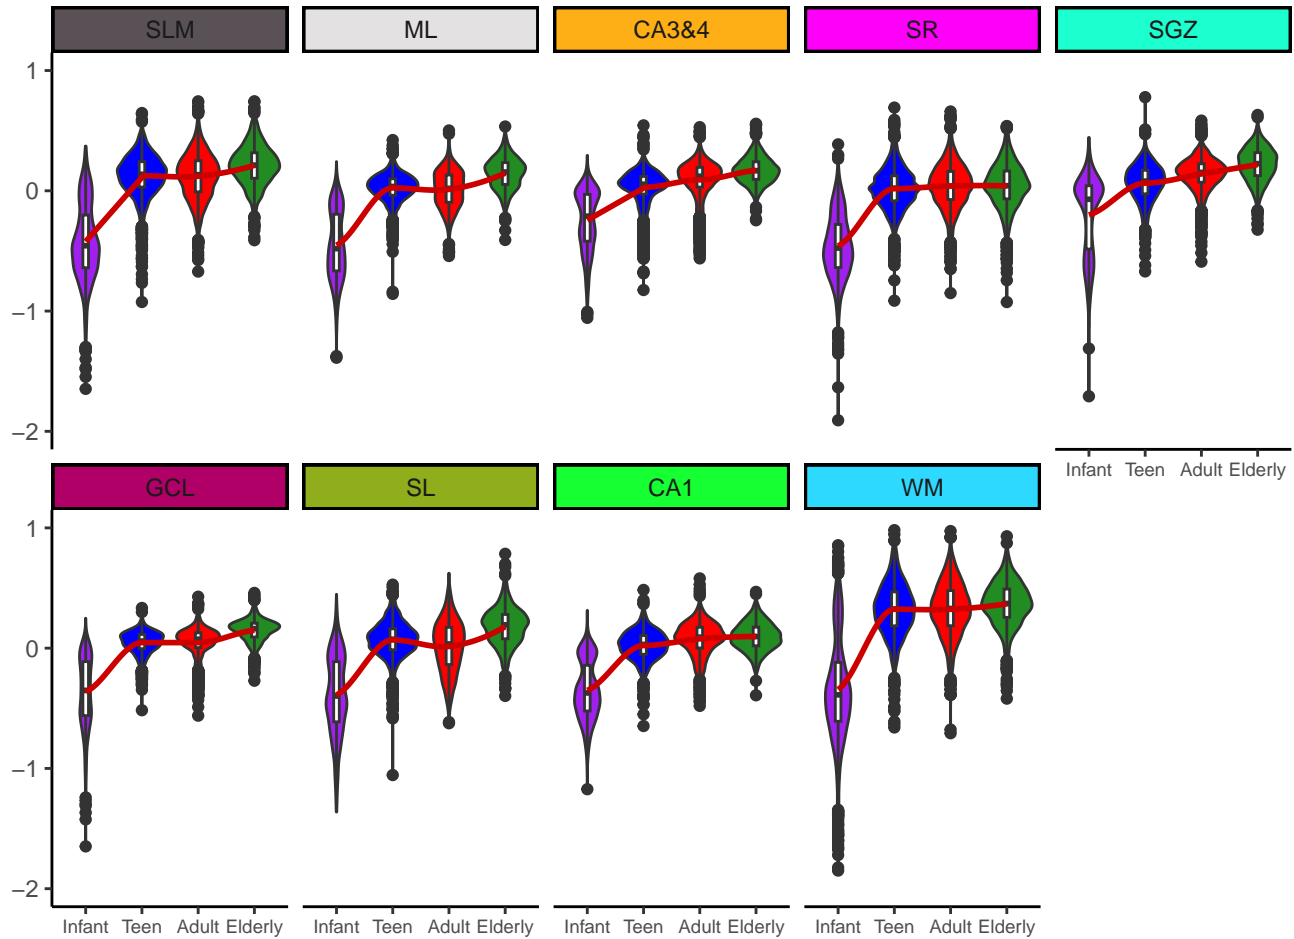 SLM ML CA3&4 SR SGZ
1
0
−1
−2
Infant Teen Adult Elderly
GCL SL CA1 WM
1
0
−1
−2
Infant Teen Adult Elderly Infant Teen Adult Elderly Infant Teen Adult Elderly Infant Teen Adult Elderly